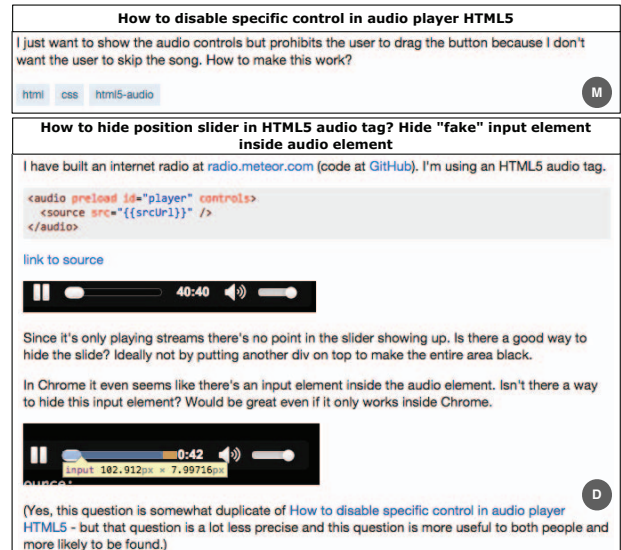 How to disable specific control in audio player HTML5
I just want to show the audio controls but prohibits the user to drag the button because I don't
want the user to skip the song. How to make this work?
html css html5-audio
M
How to hide position slider in HTML5 audio tag? Hide "fake" input element
inside audio element
I have built an internet radio at radio.meteor.com (code at GitHub). I'm using an HTML5 audio tag.
<audio preload id="player" controls>
<source src="{{srcUrl}}" />
</audio>
link to source
40:40
Since it's only playing streams there's no point in the slider showing up. Is there a good way to
hide the slide? Ideally not by putting another div on top to make the entire area black.
In Chrome it even seems like there's an input element inside the audio element. Isn't there a way
to hide this input element? Would be great even if it only works inside Chrome.
0:42
input 102.912px × 7.99716px
D
(Yes, this question is somewhat duplicate of How to disable specific control in audio player
HTML5 - but that question is a lot less precise and this question is more useful to both people and
more likely to be found.)